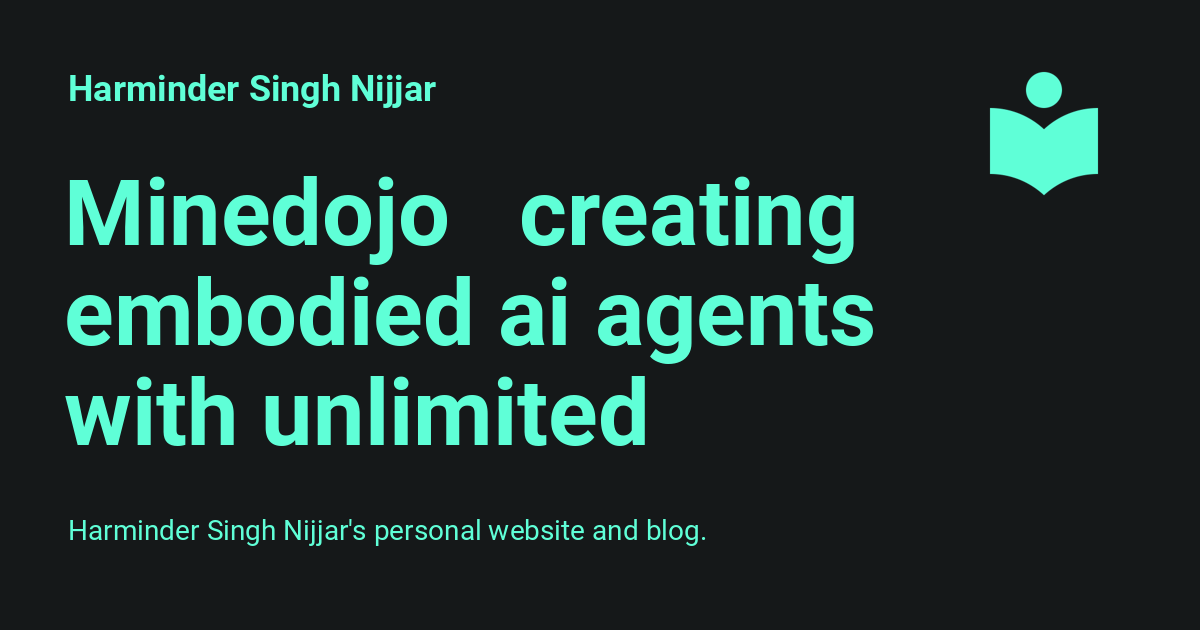 Harminder Singh Nijjar
Minedojo   creating
embodied ai agents
with unlimited
Harminder Singh Nijjar's personal website and blog.